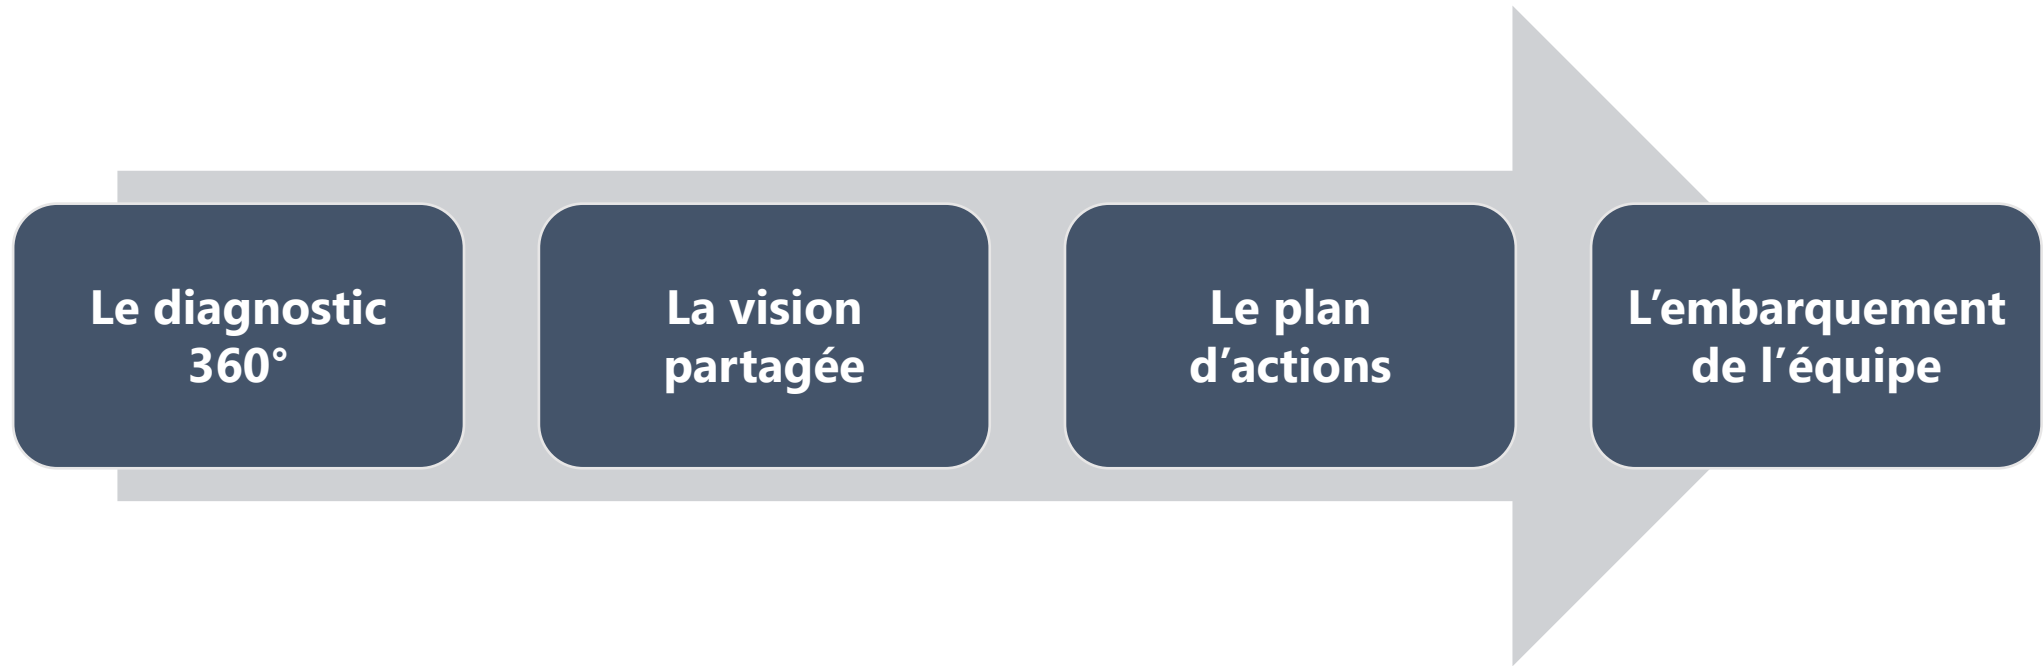 Le diagnostic
360°
La vision
partagée
Le plan
d’actions
L’embarquement
de l’équipe